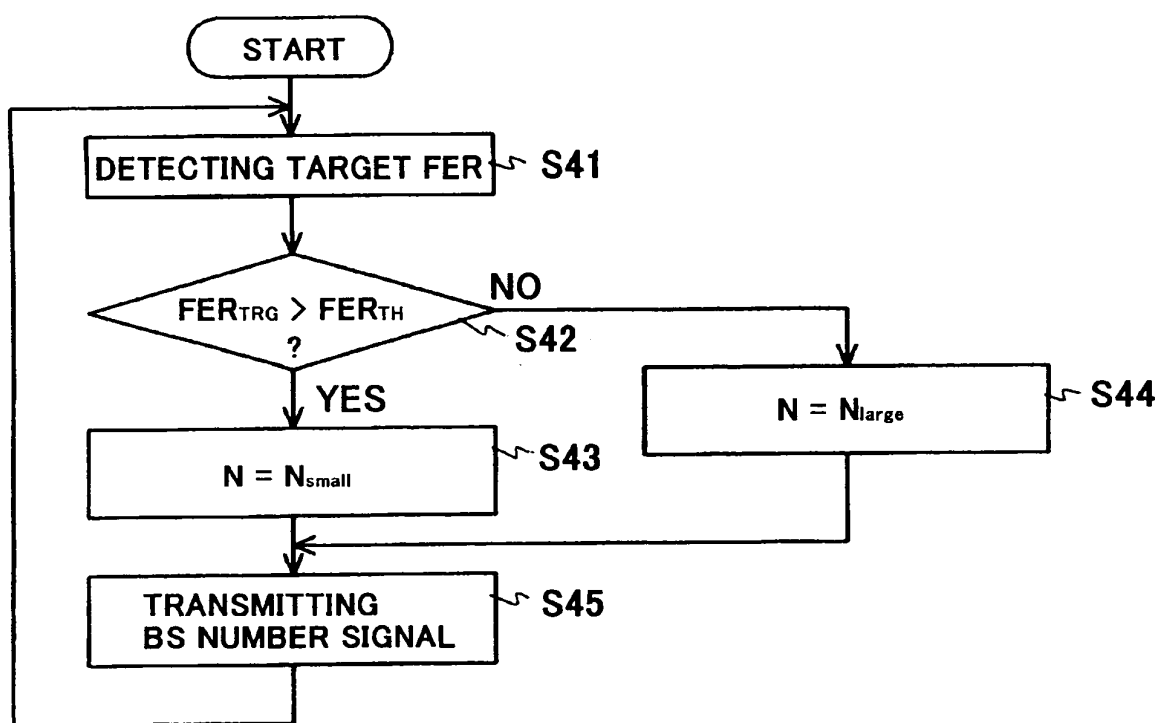 START
DETECTING TARGET FER
S41
FERTRG > FERTH
?
NO
S42
YES
N = Nlarge
S44
N = Nsmall
S43
TRANSMITTING
BS NUMBER SIGNAL
S45